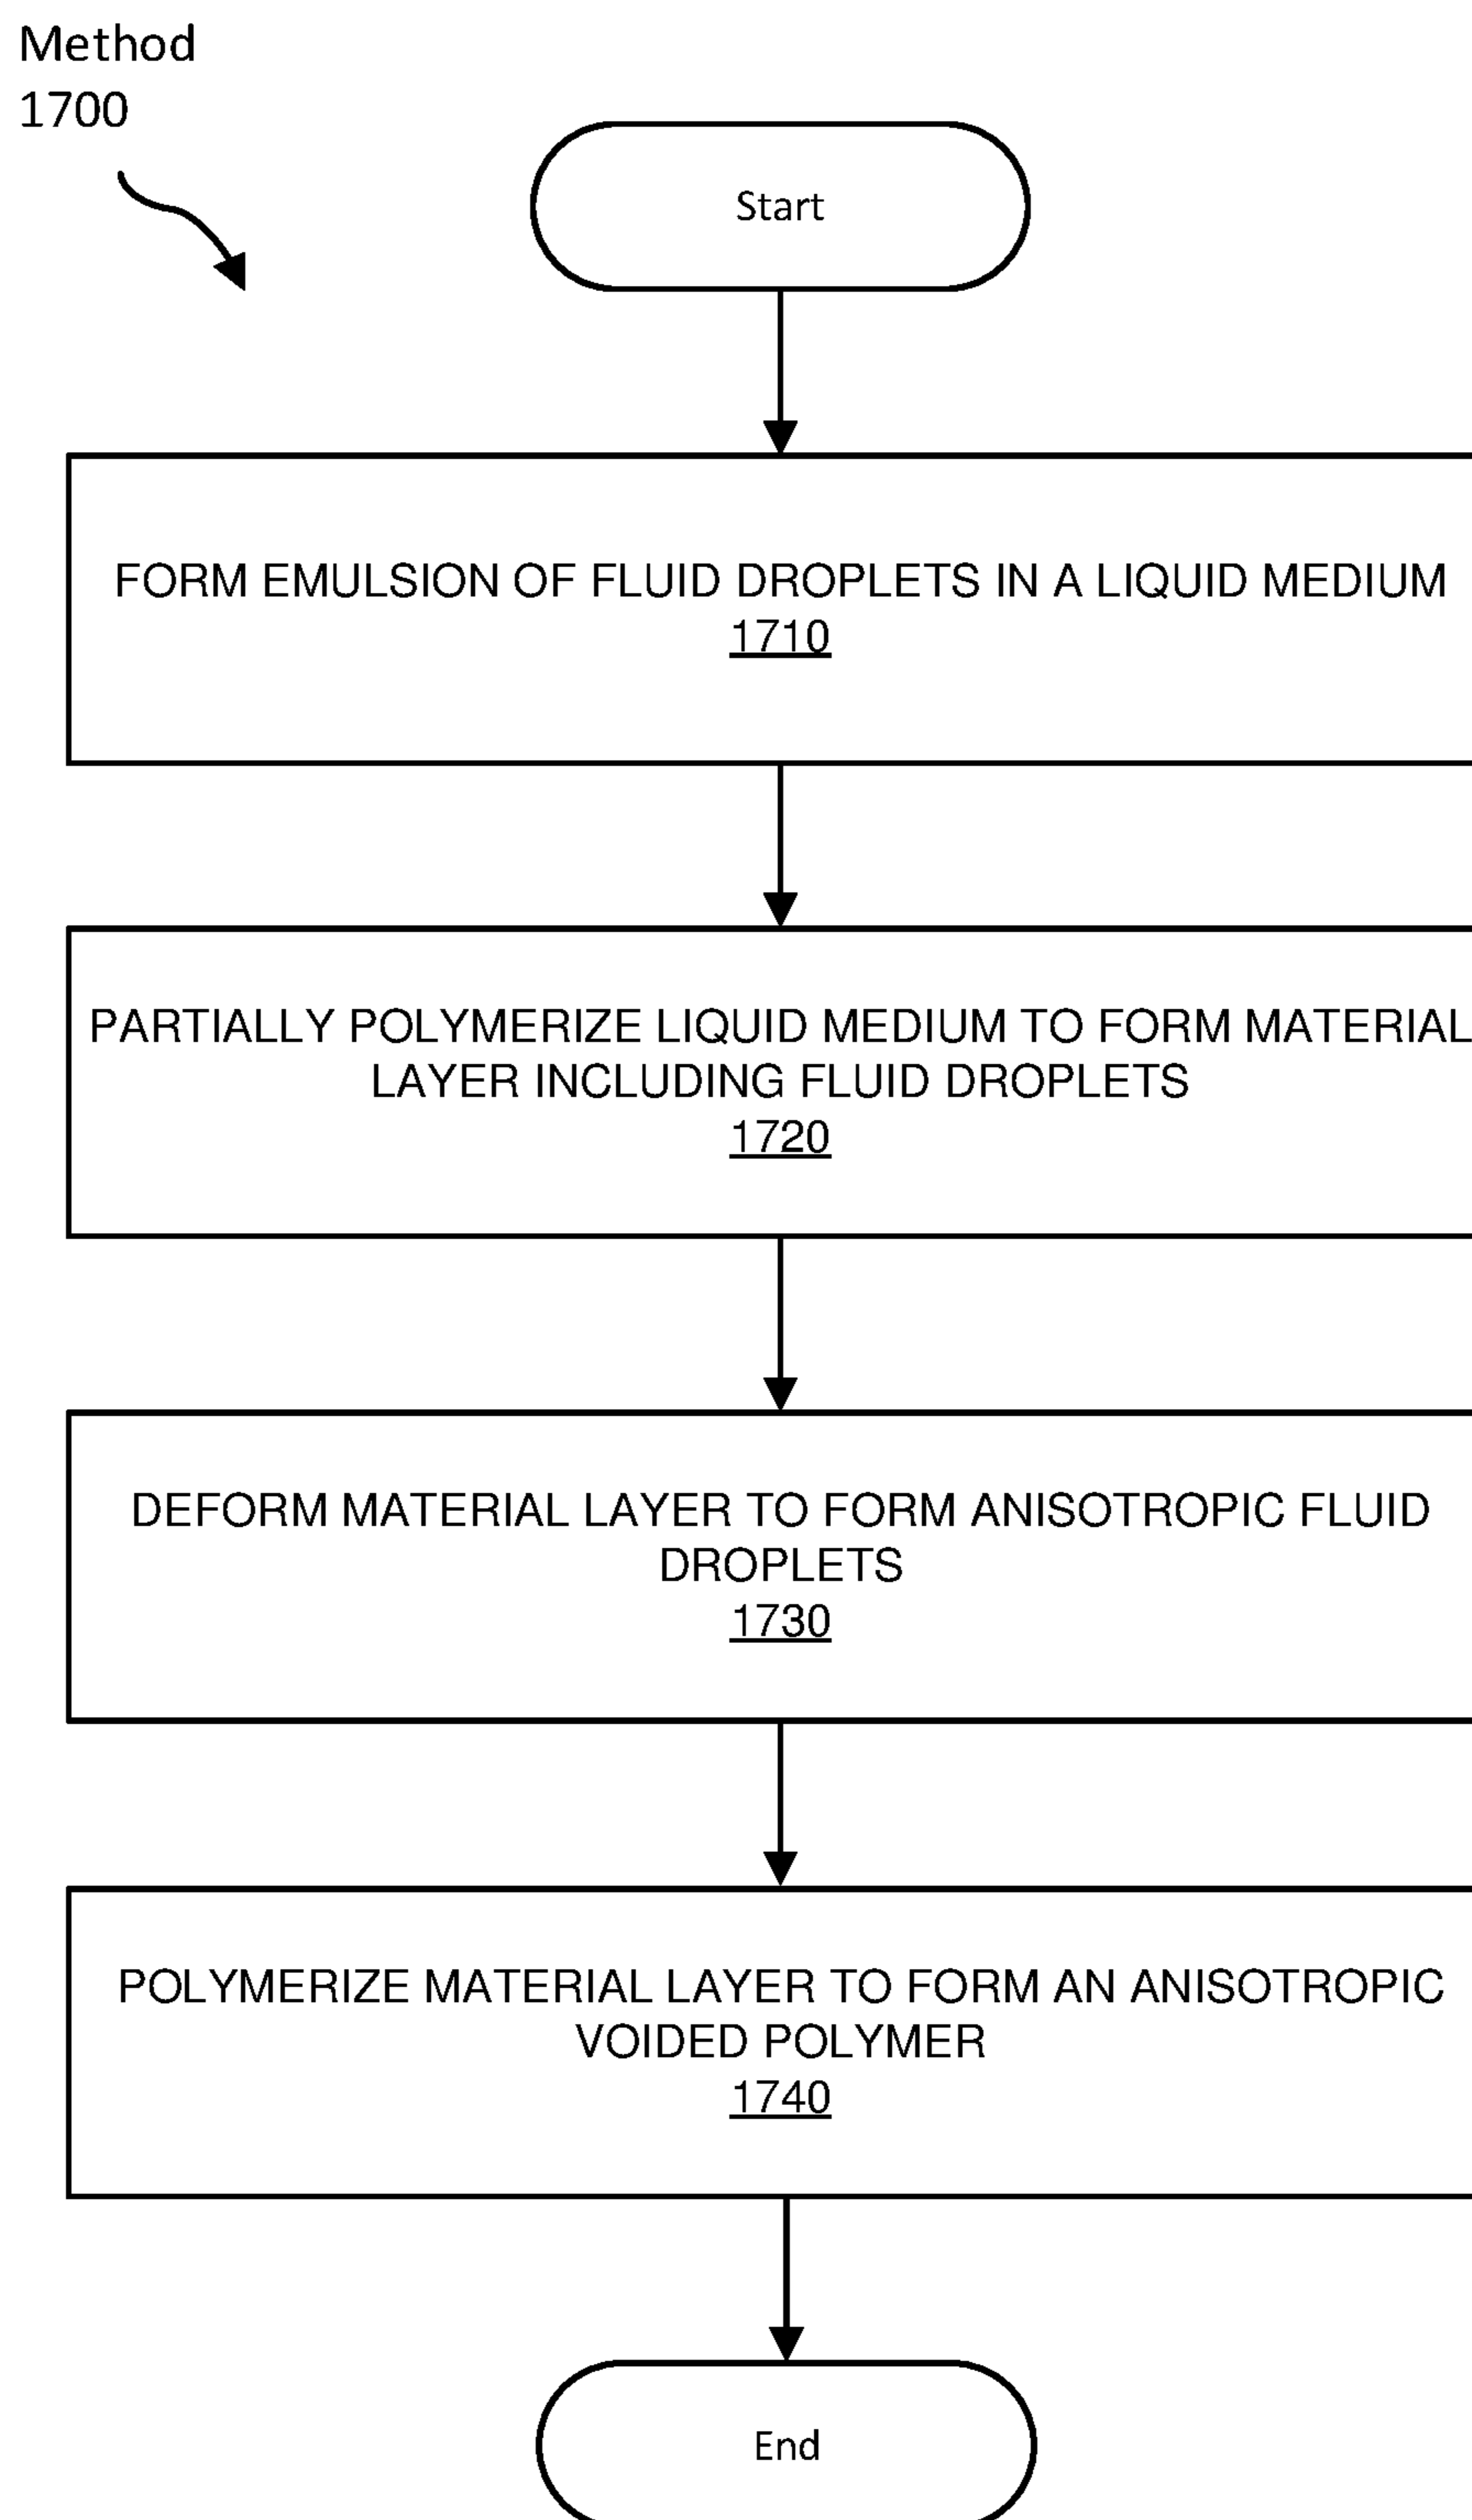 Method
1700
Start
FORM EMULSION OF FLUID DROPLETS IN A LIQUID MEDIUM
1710
PARTIALLY POLYMERIZE LIQUID MEDIUM TO FORM MATERIAL
LAYER INCLUDING FLUID DROPLETS
1720
DEFORM MATERIAL LAYER TO FORM ANISOTROPIC FLUID
DROPLETS
1730
POLYMERIZE MATERIAL LAYER TO FORM AN ANISOTROPIC
VOIDED POLYMER
1740
End